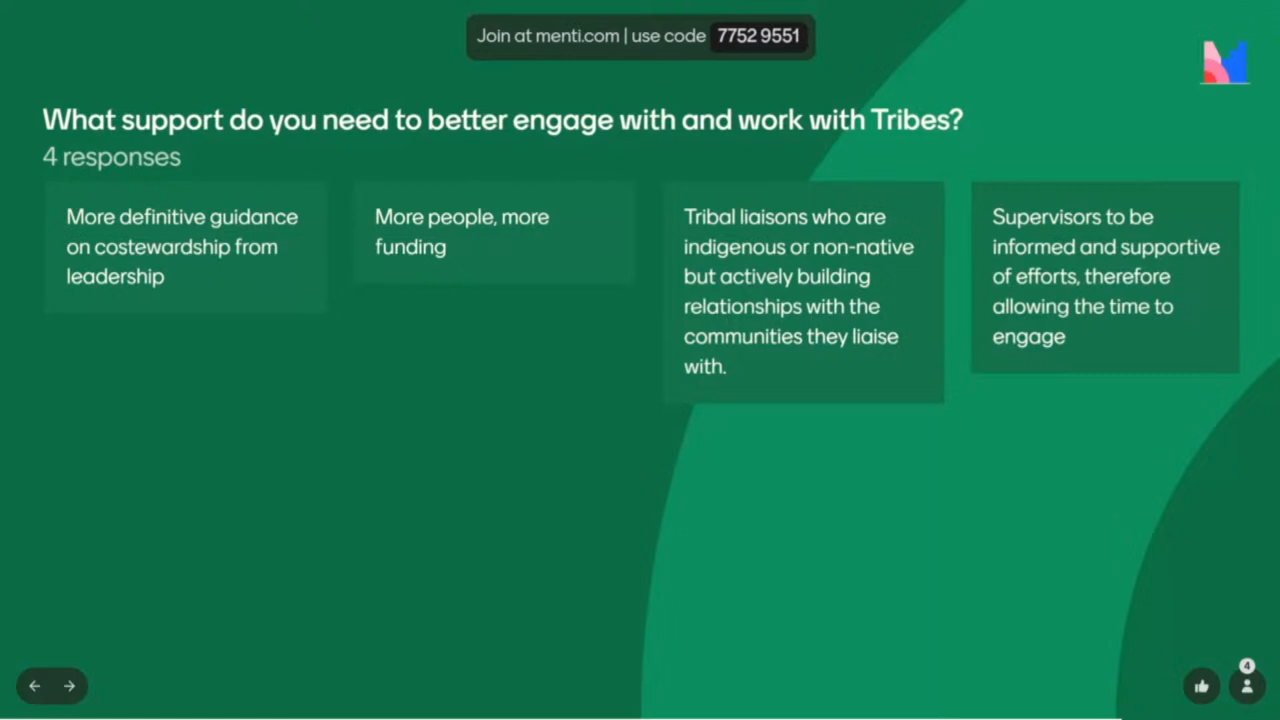 Join at menti.com | use code 7752 9551
What support do you need to better engage with and work with Tribes?
4 responses
More definitive guidance
on costewardship from
leadership
More people, more
funding
Tribal liaisons who are
indigenous or non-native
but actively building
relationships with the
communities they liaise
with.
Supervisors to be
informed and supportive
of efforts, therefore
allowing the time to
engage
4